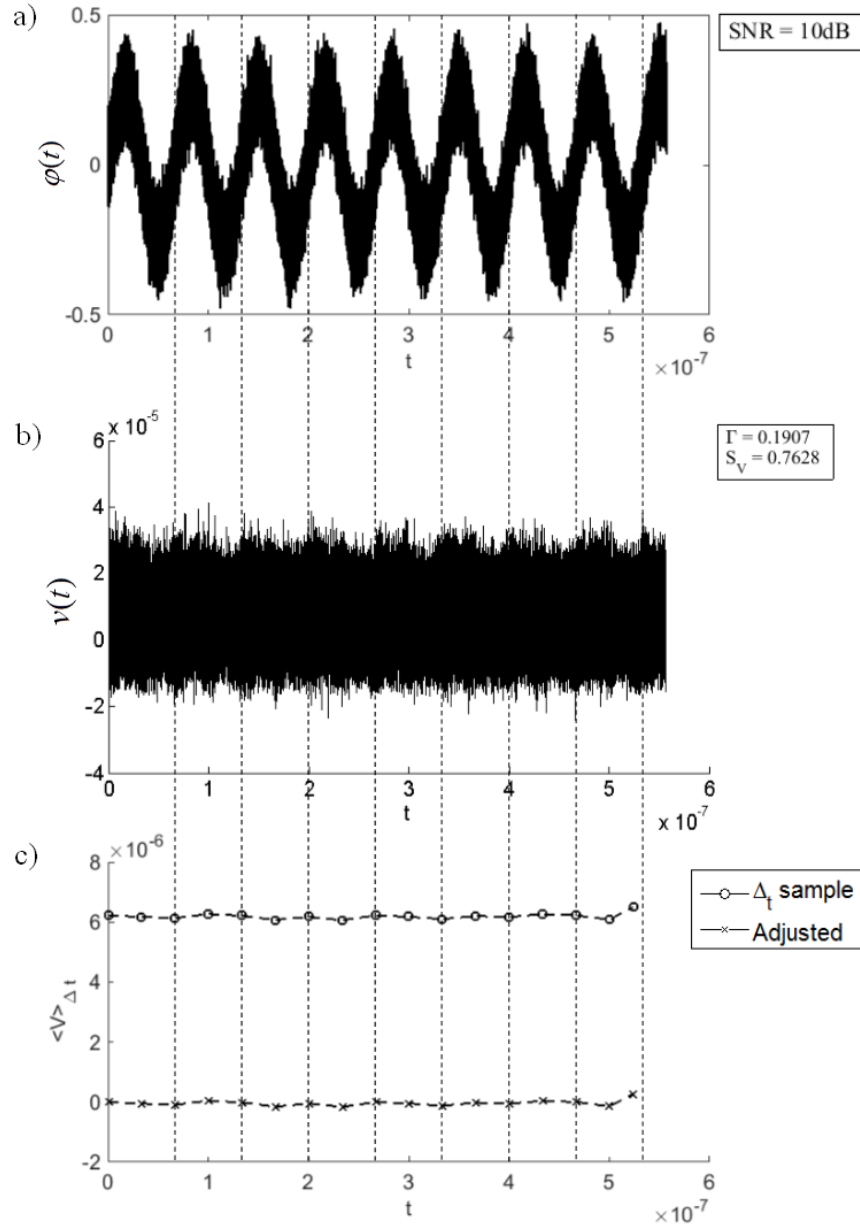 a)
0.5
0
-0.5
φ(t)
0 1 2 3 4 5 6
t
×10⁻⁷
SNR = 10dB
b)
x 10⁻⁵
6
4
2
0
-2
-4
v(t)
0 1 2 3 4 5 6
t
x 10⁻⁷
Γ = 0.1907
S_V = 0.7628
c)
×10⁻⁶
8
6
4
2
0
-2
<V>_Δt
0 1 2 3 4 5 6
t
×10⁻⁷
Δ_t sample
Adjusted